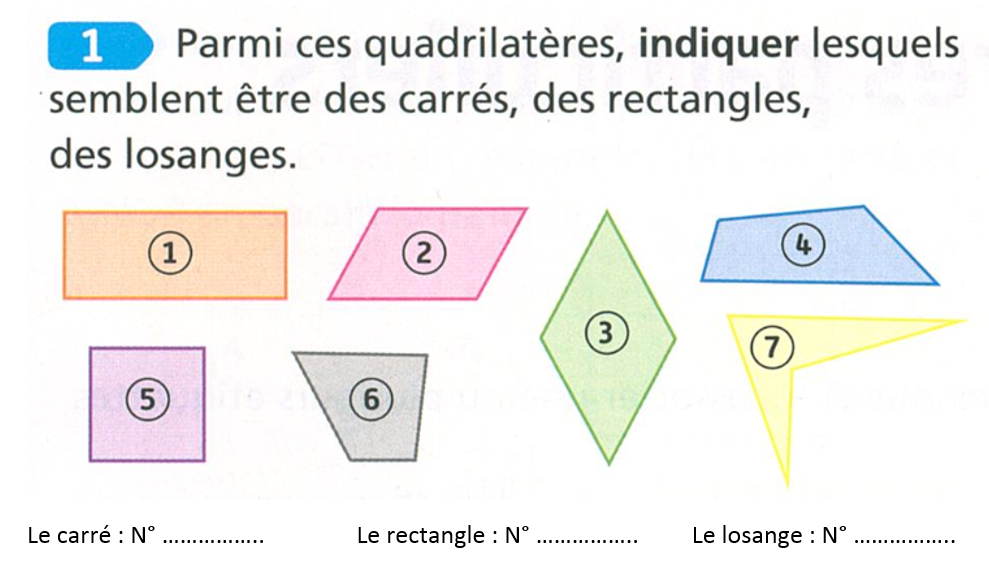 1 Parmi ces quadrilatères, indiquer lesquels
semblent être des carrés, des rectangles,
des losanges.
1
2
3
4
5
6
7
Le carré : N° ……………..
Le rectangle : N° ……………..
Le losange : N° ……………..